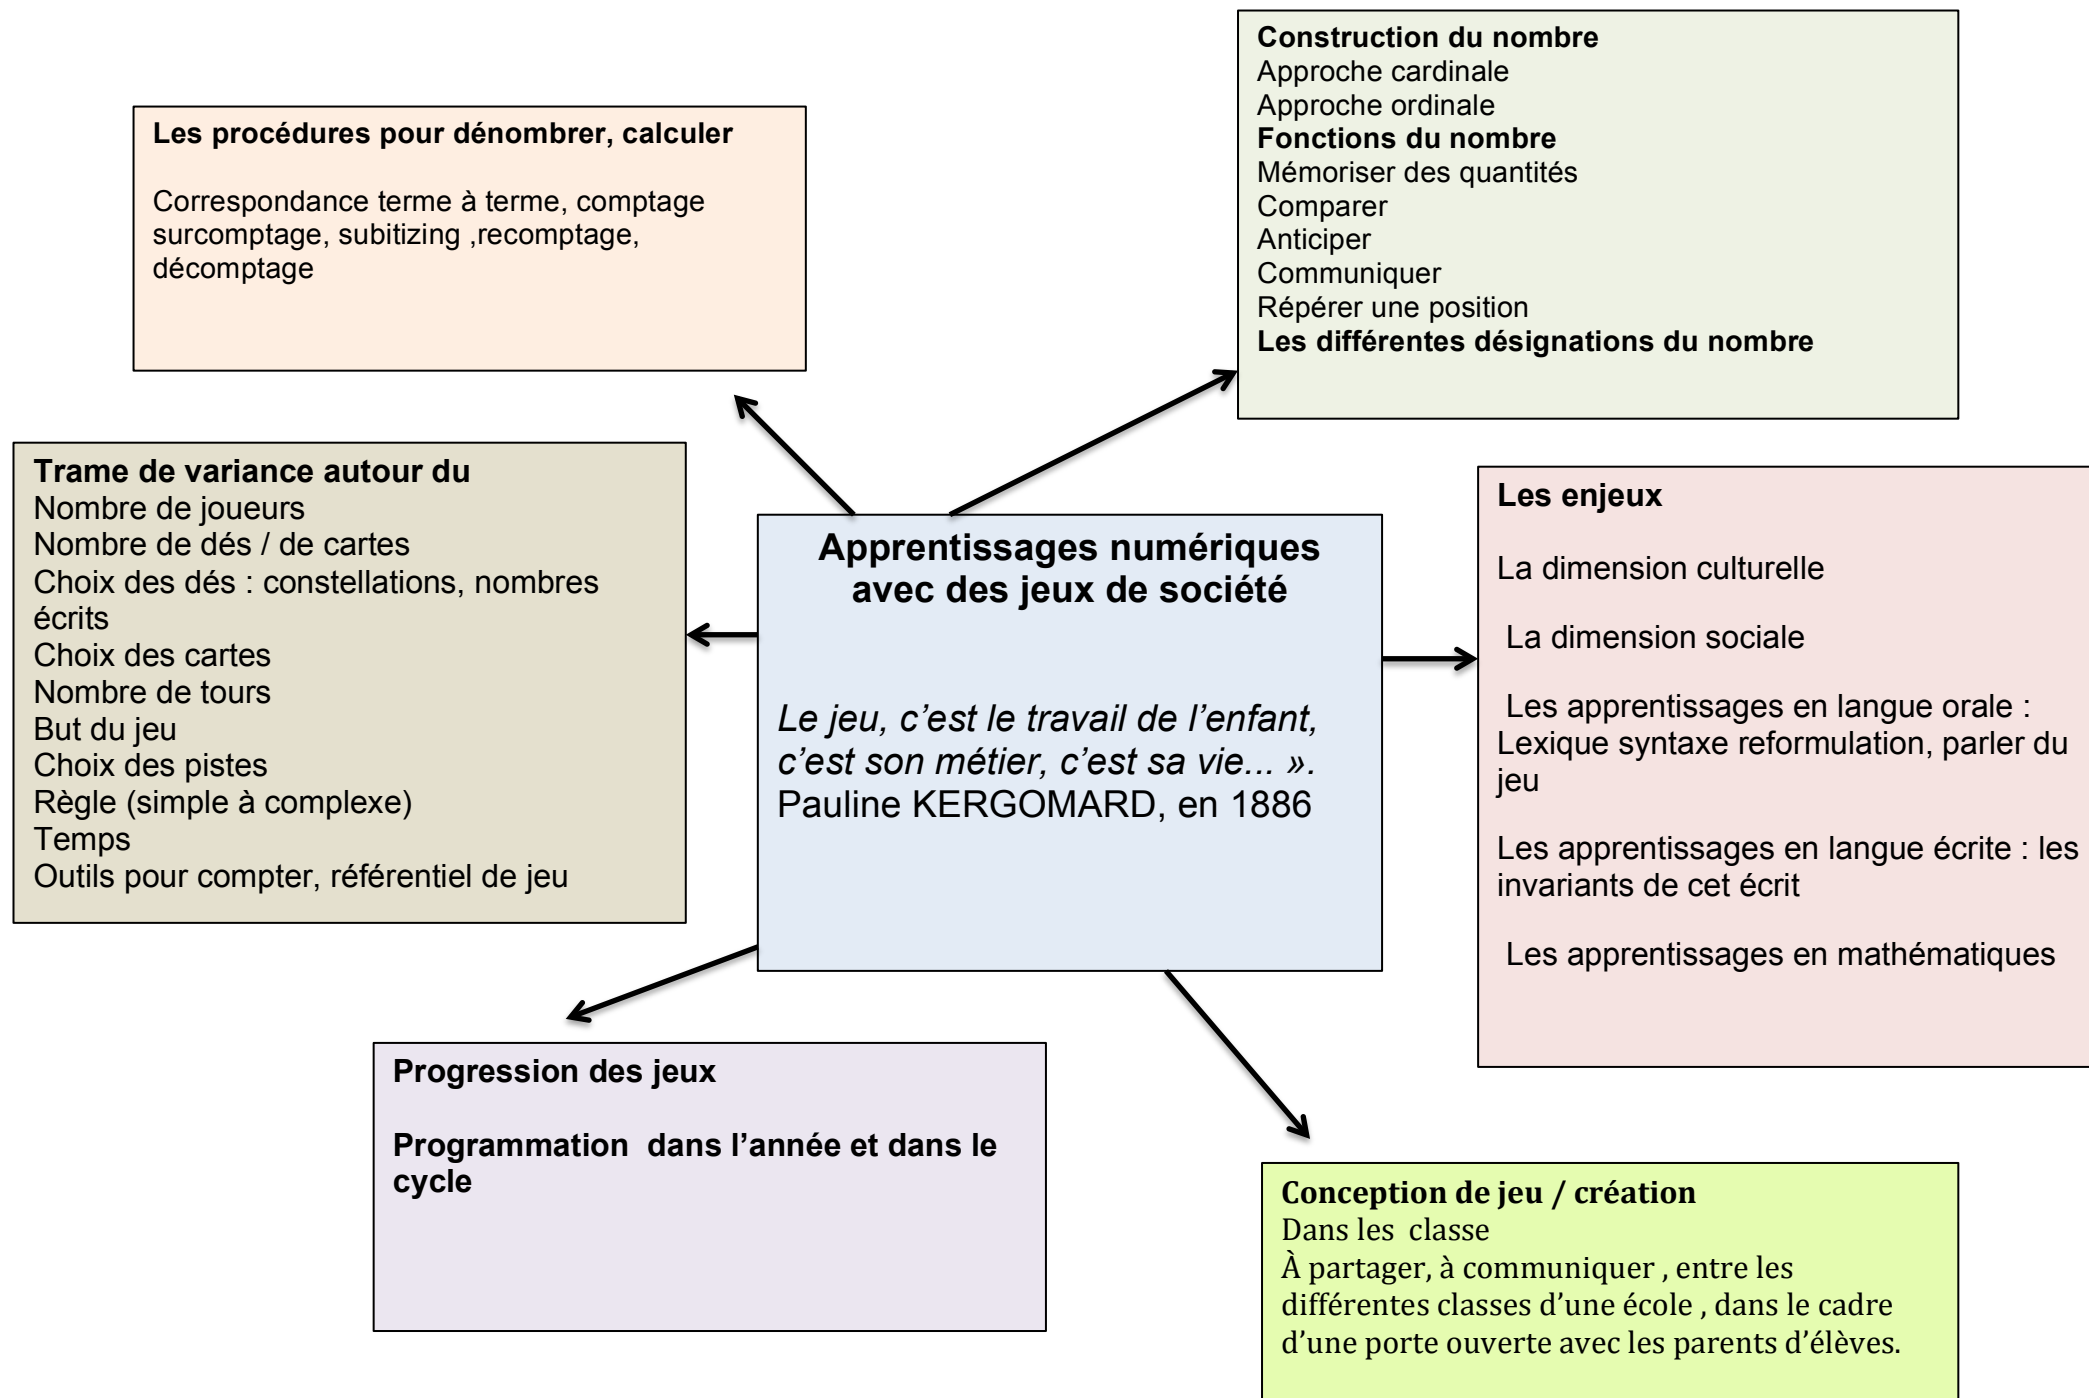 Construction du nombre
Approche cardinale
Approche ordinale
Fonctions du nombre
Mémoriser des quantités
Comparer
Anticiper
Communiquer
Répérer une position
Les différentes désignations du nombre
Les procédures pour dénombrer, calculer
Correspondance terme à terme, comptage
surcomptage, subitizing ,recomptage,
décomptage
Trame de variance autour du
Nombre de joueurs
Nombre de dés / de cartes
Choix des dés : constellations, nombres
écrits
Choix des cartes
Nombre de tours
But du jeu
Choix des pistes
Règle (simple à complexe)
Temps
Outils pour compter, référentiel de jeu
Apprentissages numériques
avec des jeux de société
Le jeu, c’est le travail de l’enfant,
c’est son métier, c’est sa vie... ».
Pauline KERGOMARD, en 1886
Les enjeux
La dimension culturelle
La dimension sociale
Les apprentissages en langue orale :
Lexique syntaxe reformulation, parler du
jeu
Les apprentissages en langue écrite : les
invariants de cet écrit
Les apprentissages en mathématiques
Progression des jeux
Programmation  dans l’année et dans le
cycle
Conception de jeu / création
Dans les  classe
À partager, à communiquer , entre les
différentes classes d’une école , dans le cadre
d’une porte ouverte avec les parents d’élèves.